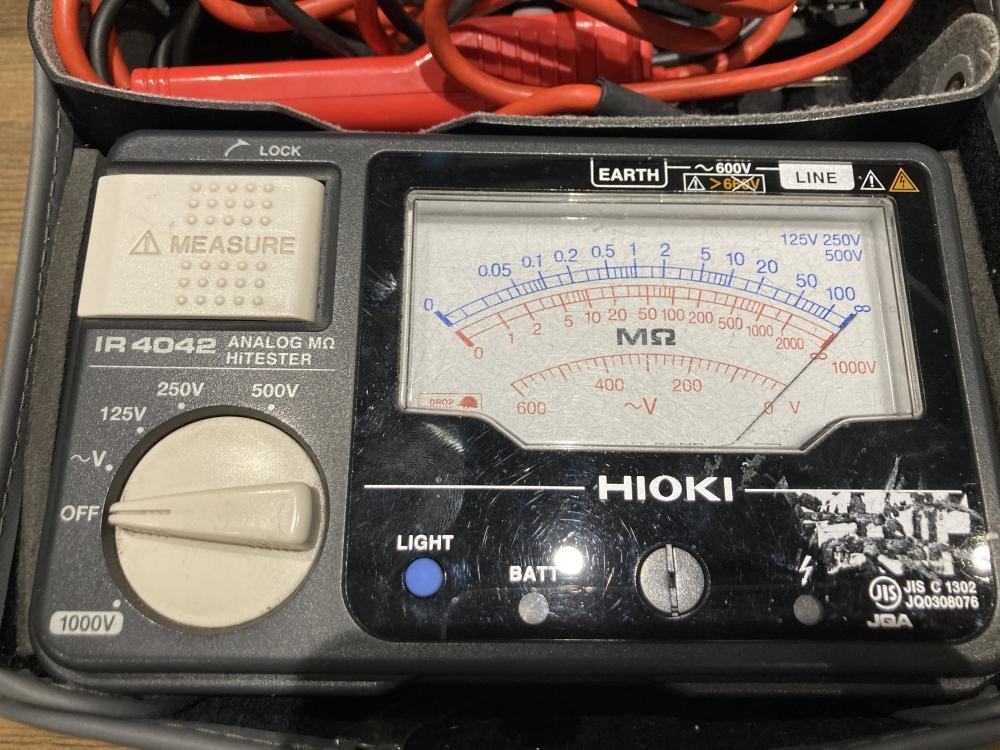 LOCK
⚠ MEASURE
IR 4042 ANALOG MΩ
HiTESTER
250V 500V
125V
~V
OFF
1000V
EARTH ~600V LINE
⚠ >600V
125V 250V
500V
0 0.05 0.1 0.2 0.5 1 2 5 10 20 50 100 ∞
0 1 2 5 10 20 50 100 200 500 1000 2000 ∞
1000V
MΩ
600 400 200 0 V
~V
DROP
HIOKI
LIGHT
BATT
JIS JIS C 1302
JQ0308076
JQA